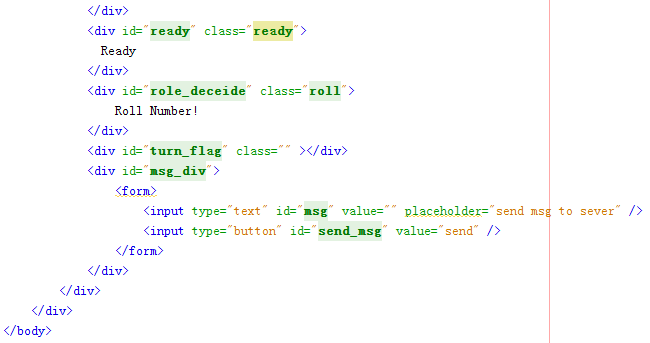 </div>
<div id="ready" class="ready">
Ready
</div>
<div id="role_deceide" class="roll">
Roll Number!
</div>
<div id="turn_flag" class="" ></div>
<div id="msg_div">
<form>
<input type="text" id="msg" value="" placeholder="send msg to sever" />
<input type="button" id="send_msg" value="send" />
</form>
</div>
</div>
</div>
</body>